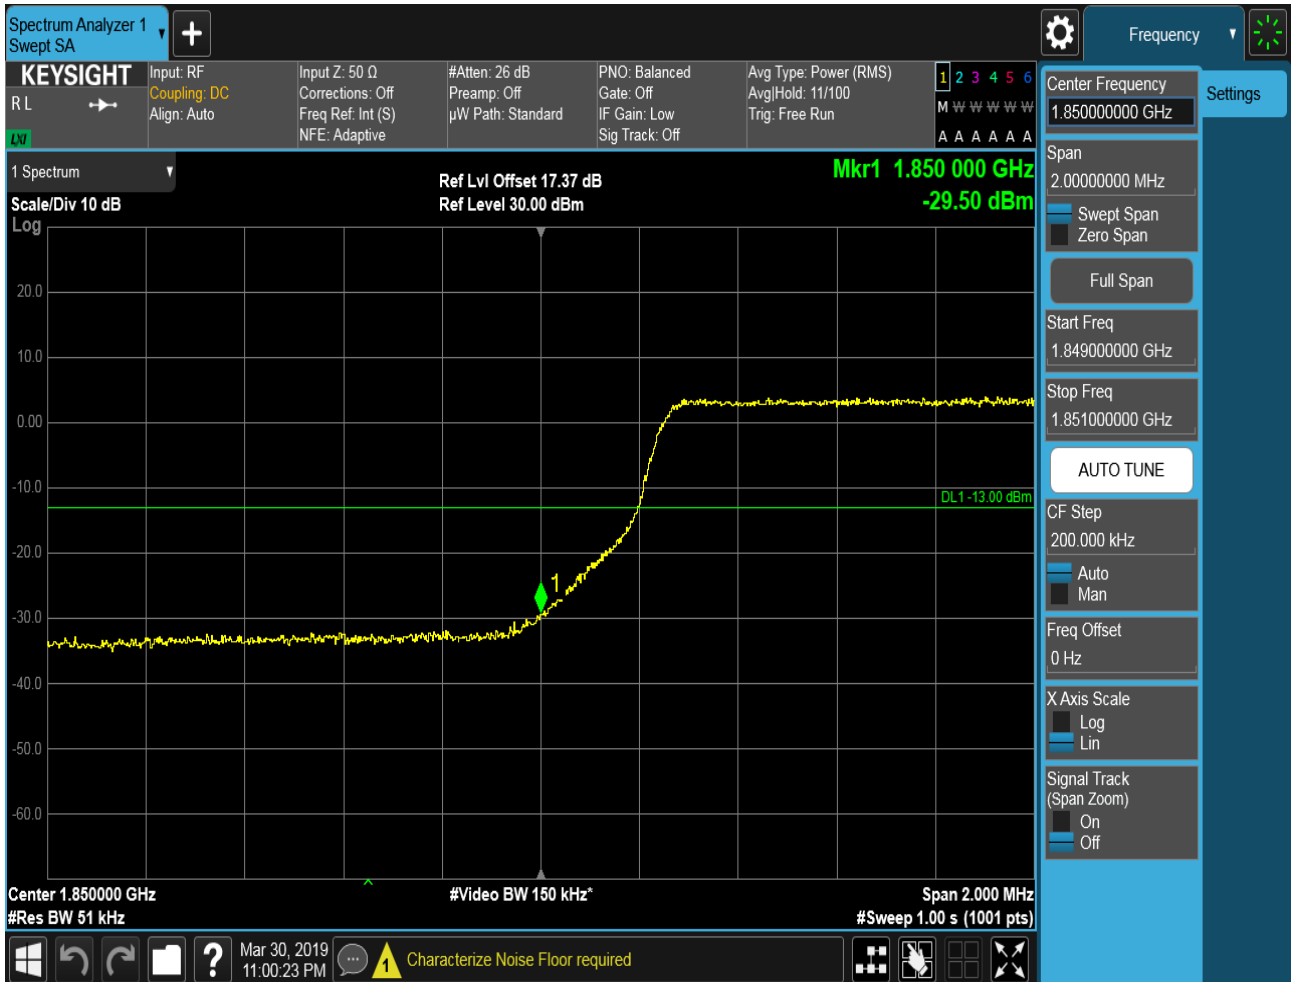 Spectrum Analyzer 1
Swept SA
Frequency
KEYSIGHT
R L
LXI
Input: RF
Coupling: DC
Align: Auto
Input Z: 50 Ω
Corrections: Off
Freq Ref: Int (S)
NFE: Adaptive
#Atten: 26 dB
Preamp: Off
µW Path: Standard
PNO: Balanced
Gate: Off
IF Gain: Low
Sig Track: Off
Avg Type: Power (RMS)
Avg|Hold: 11/100
Trig: Free Run
1 2 3 4 5 6
M W W W W W
A A A A A A
1 Spectrum
Scale/Div 10 dB
Log
Ref Lvl Offset 17.37 dB
Ref Level 30.00 dBm
Mkr1 1.850 000 GHz
-29.50 dBm
20.0
10.0
0.00
-10.0
-20.0
-30.0
-40.0
-50.0
-60.0
DL1 -13.00 dBm
1
Center 1.850000 GHz
#Res BW 51 kHz
#Video BW 150 kHz*
Span 2.000 MHz
#Sweep 1.00 s (1001 pts)
Center Frequency
1.850000000 GHz
Settings
Span
2.00000000 MHz
Swept Span
Zero Span
Full Span
Start Freq
1.849000000 GHz
Stop Freq
1.851000000 GHz
AUTO TUNE
CF Step
200.000 kHz
Auto
Man
Freq Offset
0 Hz
X Axis Scale
Log
Lin
Signal Track
(Span Zoom)
On
Off
?
Mar 30, 2019
11:00:23 PM
1
Characterize Noise Floor required